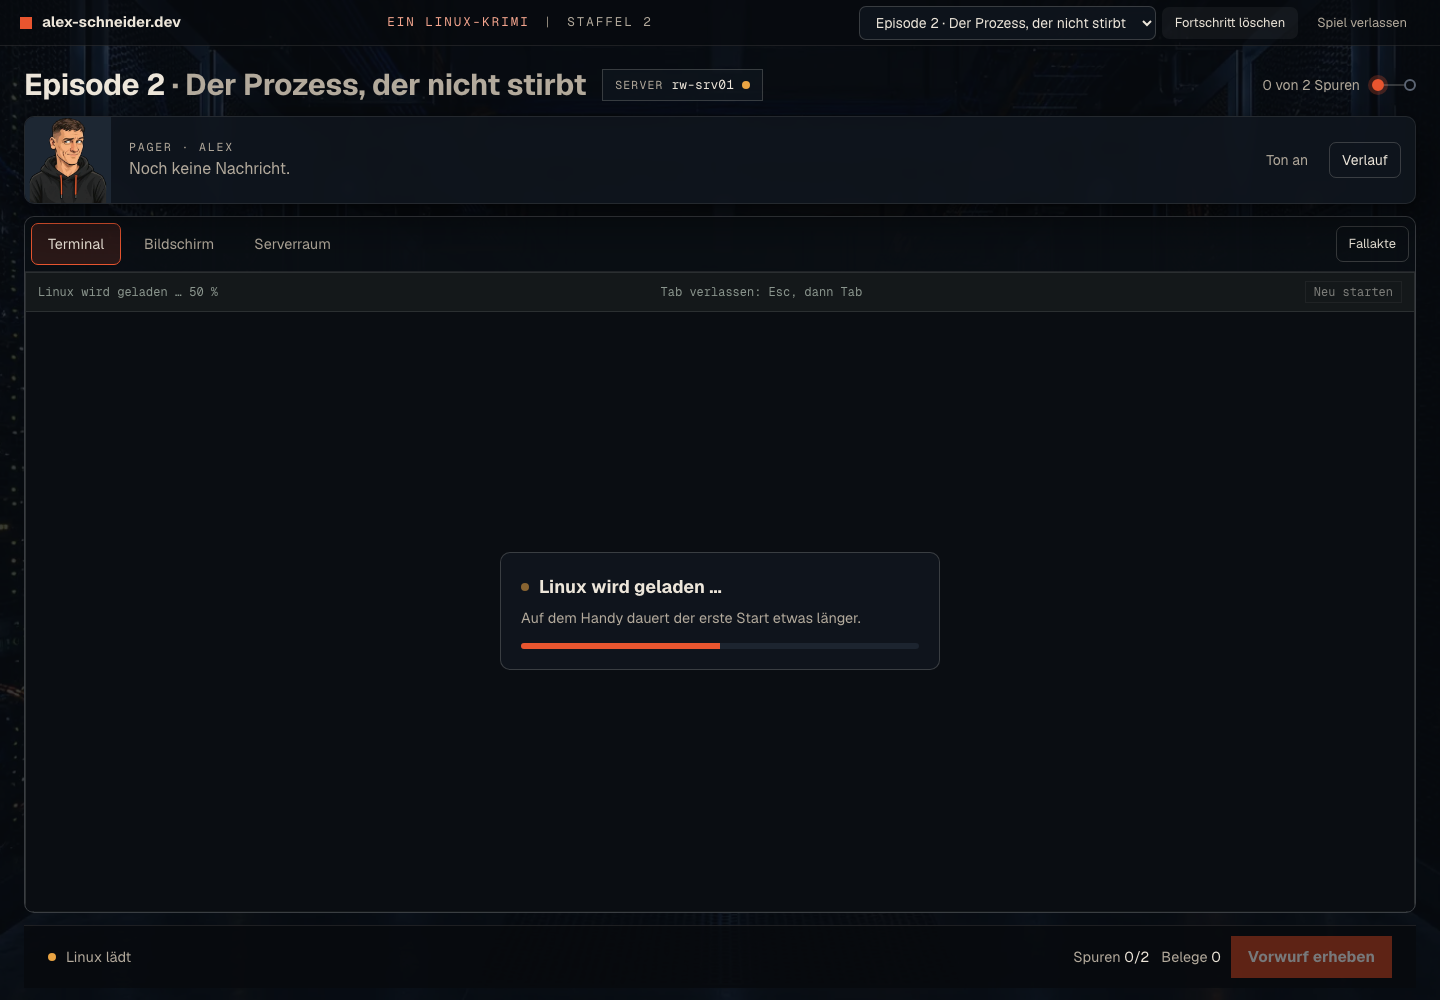 alex-schneider.dev
EIN LINUX-KRIMI | STAFFEL 2
Episode 2 · Der Prozess, der nicht stirbt
Fortschritt löschen
Spiel verlassen
Episode 2 · Der Prozess, der nicht stirbt
SERVER rw-srv01
0 von 2 Spuren
PAGER · ALEX
Noch keine Nachricht.
Ton an
Verlauf
Terminal
Bildschirm
Serverraum
Fallakte
Linux wird geladen … 50 %
Tab verlassen: Esc, dann Tab
Neu starten
Linux wird geladen …
Auf dem Handy dauert der erste Start etwas länger.
Linux lädt
Spuren 0/2
Belege 0
Vorwurf erheben